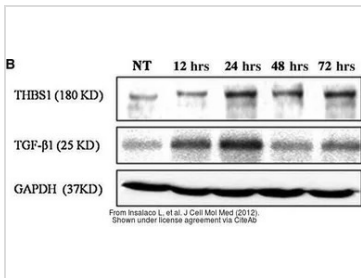 B
NT 12 hrs 24 hrs 48 hrs 72 hrs
THBS1 (180 KD)
TGF-β1 (25 KD)
GAPDH (37KD)
From Insalaco L, et al. J Cell Mol Med (2012).
Shown under license agreement via CiteAb